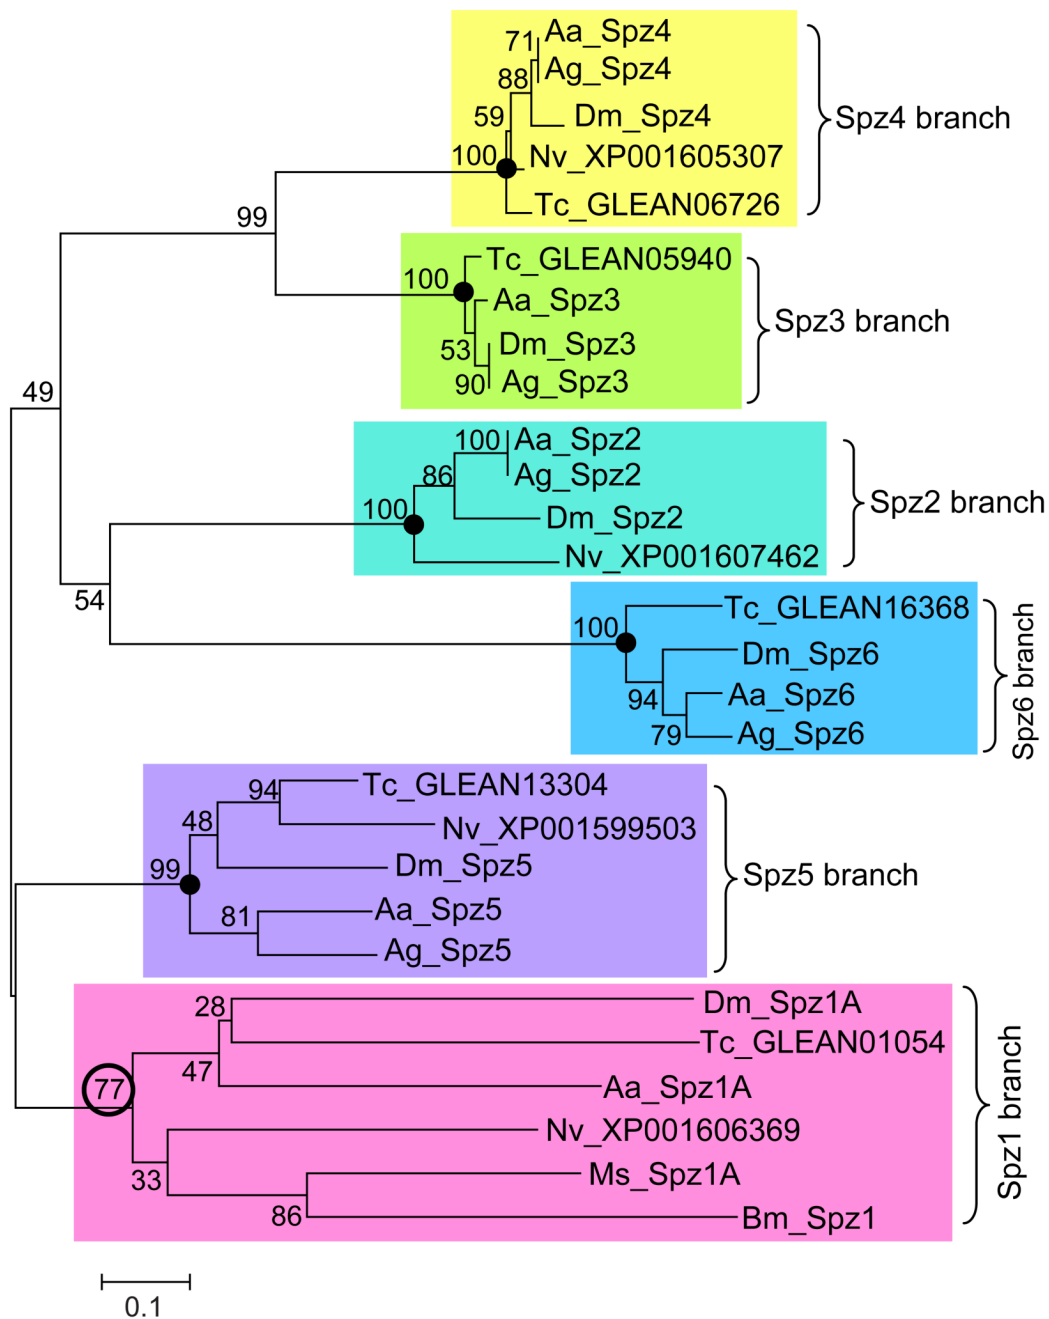 71
Aa_Spz4
Ag_Spz4
88
Dm_Spz4
59
Spz4 branch
100
Nv_XP001605307
Tc_GLEAN06726
99
Tc_GLEAN05940
100
Aa_Spz3
Spz3 branch
53
Dm_Spz3
90
Ag_Spz3
49
100
Aa_Spz2
Ag_Spz2
86
Spz2 branch
100
Dm_Spz2
Nv_XP001607462
54
Tc_GLEAN16368
100
Dm_Spz6
Spz6 branch
94
Aa_Spz6
79
Ag_Spz6
94
Tc_GLEAN13304
48
Nv_XP001599503
99
Dm_Spz5
Spz5 branch
81
Aa_Spz5
Ag_Spz5
28
Dm_Spz1A
Tc_GLEAN01054
47
77
Aa_Spz1A
Spz1 branch
Nv_XP001606369
33
Ms_Spz1A
86
Bm_Spz1
0.1